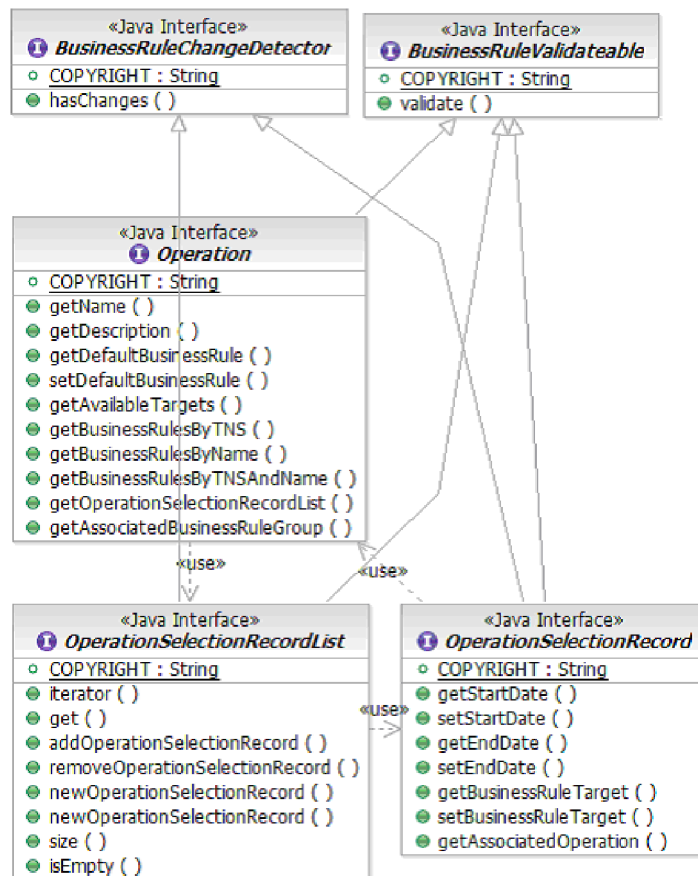 «Java Interface»
I BusinessRuleChangeDetector
COPYRIGHT : String
hasChanges ( )
«Java Interface»
I BusinessRuleValidateable
COPYRIGHT : String
validate ( )
«Java Interface»
I Operation
COPYRIGHT : String
getName ( )
getDescription ( )
getDefaultBusinessRule ( )
setDefaultBusinessRule ( )
getAvailableTargets ( )
getBusinessRulesByTNS ( )
getBusinessRulesByName ( )
getBusinessRulesByTNSAndName ( )
getOperationSelectionRecordList ( )
getAssociatedBusinessRuleGroup ( )
«use»
«use»
«Java Interface»
I OperationSelectionRecordList
COPYRIGHT : String
iterator ( )
get ( )
addOperationSelectionRecord ( )
removeOperationSelectionRecord ( )
newOperationSelectionRecord ( )
newOperationSelectionRecord ( )
size ( )
isEmpty ( )
«use»
«Java Interface»
I OperationSelectionRecord
COPYRIGHT : String
getStartDate ( )
setStartDate ( )
getEndDate ( )
setEndDate ( )
getBusinessRuleTarget ( )
setBusinessRuleTarget ( )
getAssociatedOperation ( )